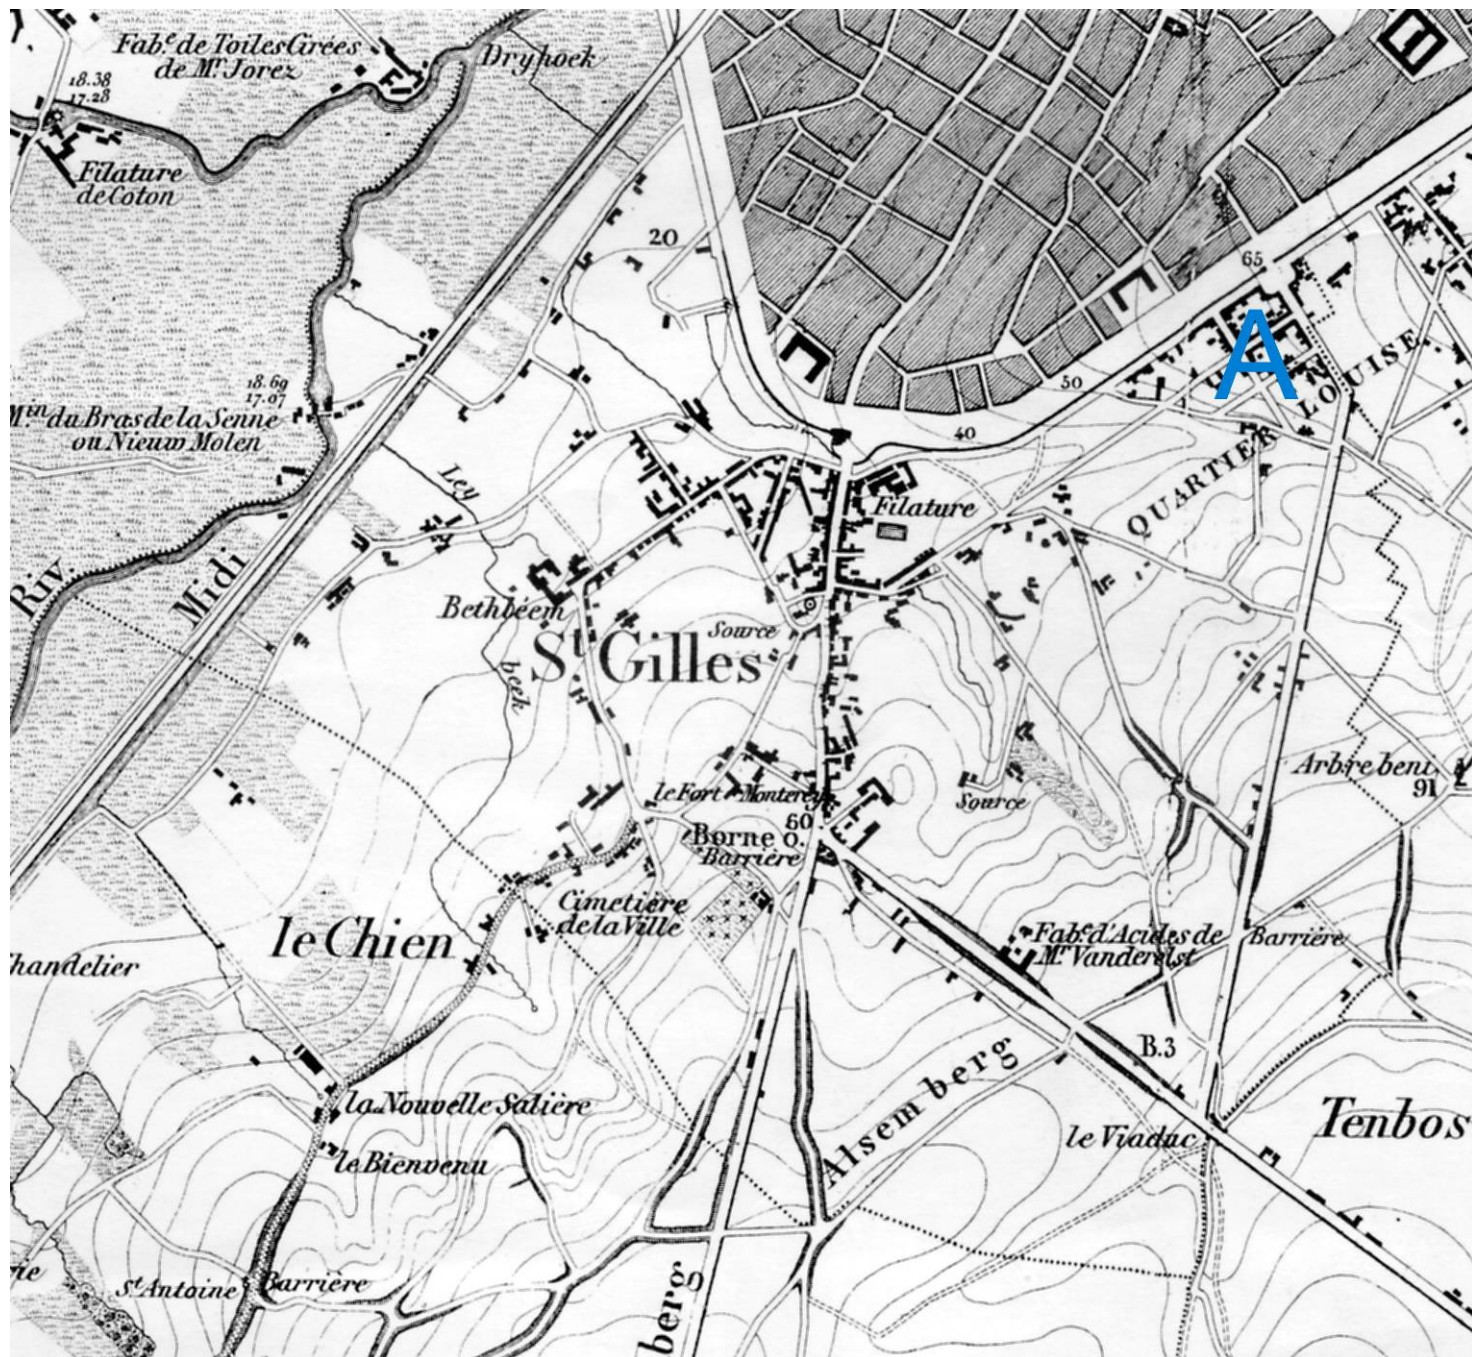 Fab.e de Toiles Cirées
de Mr. Jorez
Dryhoek
18.38
17.28
Filature
de Coton
20
65
A
50
40
18.69
17.07
M.in du Bras de la Senne
ou Nieuw Molen
QUARTIER LOUISE
Ley
beek
Filature
Riv.
Midi
Bethléem
Source
St Gilles
Source
Arbre beni
91
le Fort Monterey
60
Borne 0.
Barrière
Cimetière
de la Ville
le Chien
Fab.e d'Acides de
Mr. Vanderelst
Barrière
handelier
B.3
Alsemberg
la Nouvelle Salière
le Bienvenu
le Viaduc
Tenbos
St. Antoine
Barrière
berg